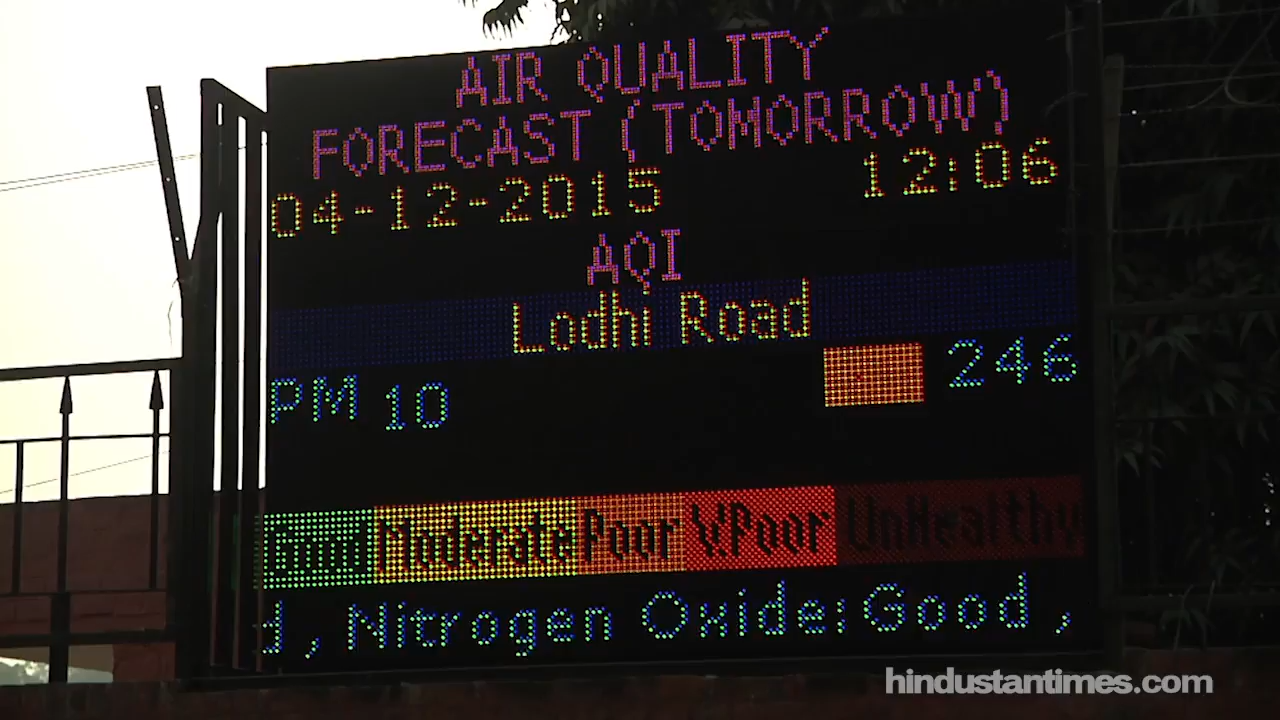 AIR QUALITY
FORECAST (TOMORROW)
04-12-2015 12:06
AQI
Lodhi Road
PM 10 246
Good Moderate Poor V.Poor UnHealthy
d, Nitrogen Oxide:Good ,
hindustantimes.com